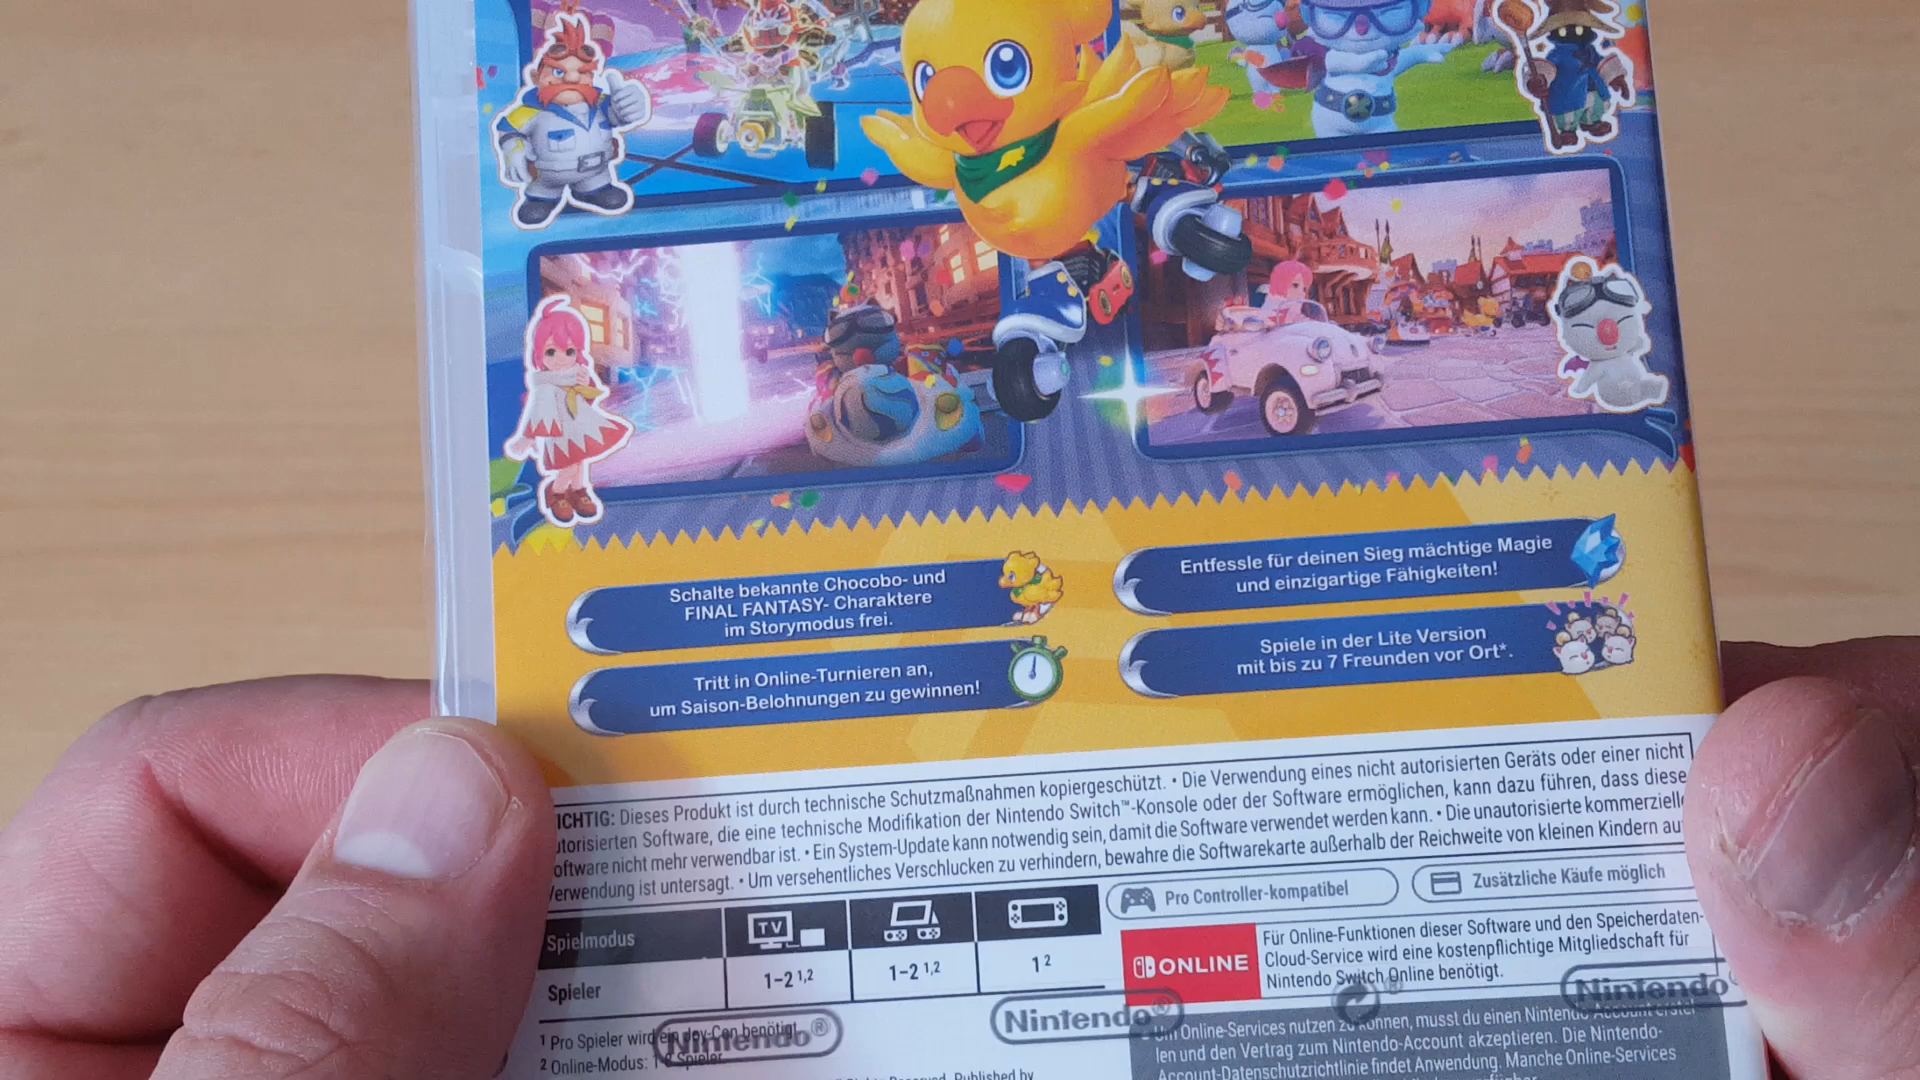 Schalte bekannte Chocobo- und
FINAL FANTASY- Charaktere
im Storymodus frei.
Tritt in Online-Turnieren an,
um Saison-Belohnungen zu gewinnen!
Entfessle für deinen Sieg mächtige Magie
und einzigartige Fähigkeiten!
Spiele in der Lite Version
mit bis zu 7 Freunden vor Ort*.
ICHTIG: Dieses Produkt ist durch technische Schutzmaßnahmen kopiergeschützt. • Die Verwendung eines nicht autorisierten Geräts oder einer nicht
utorisierten Software, die eine technische Modifikation der Nintendo Switch™-Konsole oder der Software ermöglichen, kann dazu führen, dass diese
oftware nicht mehr verwendbar ist. • Ein System-Update kann notwendig sein, damit die Software verwendet werden kann. • Die unautorisierte kommerzielle
Verwendung ist untersagt. • Um versehentliches Verschlucken zu verhindern, bewahre die Softwarekarte außerhalb der Reichweite von kleinen Kindern au
Spielmodus
TV
Spieler
1–2 1,2
1–2 1,2
1 2
Pro Controller-kompatibel
Zusätzliche Käufe möglich
ONLINE
Für Online-Funktionen dieser Software und den Speicherdaten-
Cloud-Service wird eine kostenpflichtige Mitgliedschaft für
Nintendo Switch Online benötigt.
1 Pro Spieler wird ein Joy-Con benötigt.
2 Online-Modus: Spieler
Nintendo®
Nintendo®
Nintendo
Um Online-Services nutzen zu können, musst du einen Nintendo Account erstel-
len und den Vertrag zum Nintendo-Account akzeptieren. Die Nintendo-
Account-Datenschutzrichtlinie findet Anwendung. Manche Online-Services
Reserved. Published by